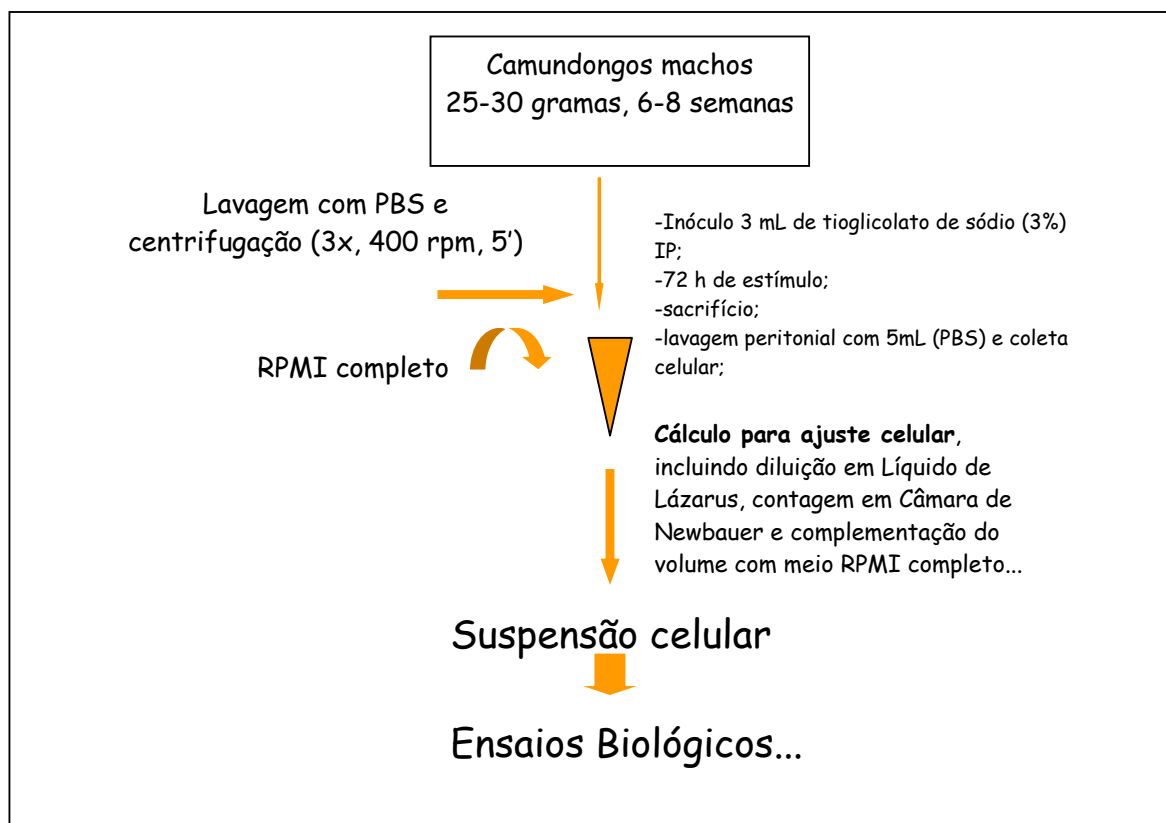 Camundongos machos
25-30 gramas, 6-8 semanas
Lavagem com PBS e
centrifugação (3x, 400 rpm, 5’)
-Inóculo 3 mL de tioglicolato de sódio (3%)
IP;
-72 h de estímulo;
-sacrifício;
-lavagem peritonial com 5mL (PBS) e coleta
celular;
RPMI completo
Cálculo para ajuste celular,
incluindo diluição em Líquido de
Lázarus, contagem em Câmara de
Newbauer e complementação do
volume com meio RPMI completo...
Suspensão celular
Ensaios Biológicos...